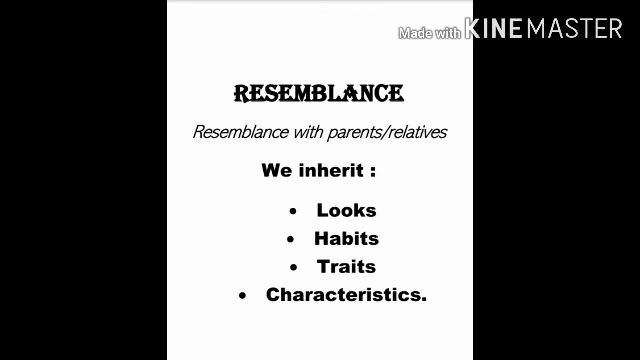 Made with KINEMASTER
RESEMBLANCE
Resemblance with parents/relatives
We inherit :
• Looks
• Habits
• Traits
• Characteristics.